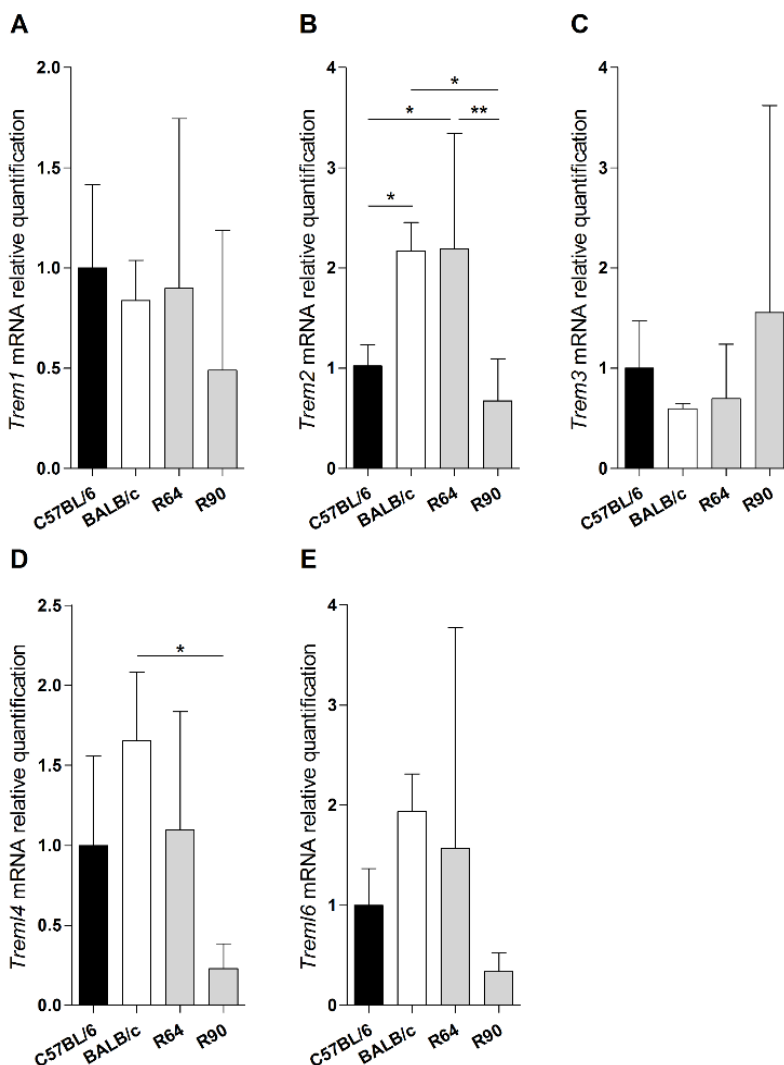 A
Trem1 mRNA relative quantification
2.0
1.5
1.0
0.5
0.0
C57BL/6
BALB/c
R64
R90
B
Trem2 mRNA relative quantification
4
3
2
1
0
*
*
**
*
C57BL/6
BALB/c
R64
R90
C
Trem3 mRNA relative quantification
4
3
2
1
0
C57BL/6
BALB/c
R64
R90
D
Treml4 mRNA relative quantification
2.5
2.0
1.5
1.0
0.5
0.0
*
C57BL/6
BALB/c
R64
R90
E
Treml6 mRNA relative quantification
4
3
2
1
0
C57BL/6
BALB/c
R64
R90